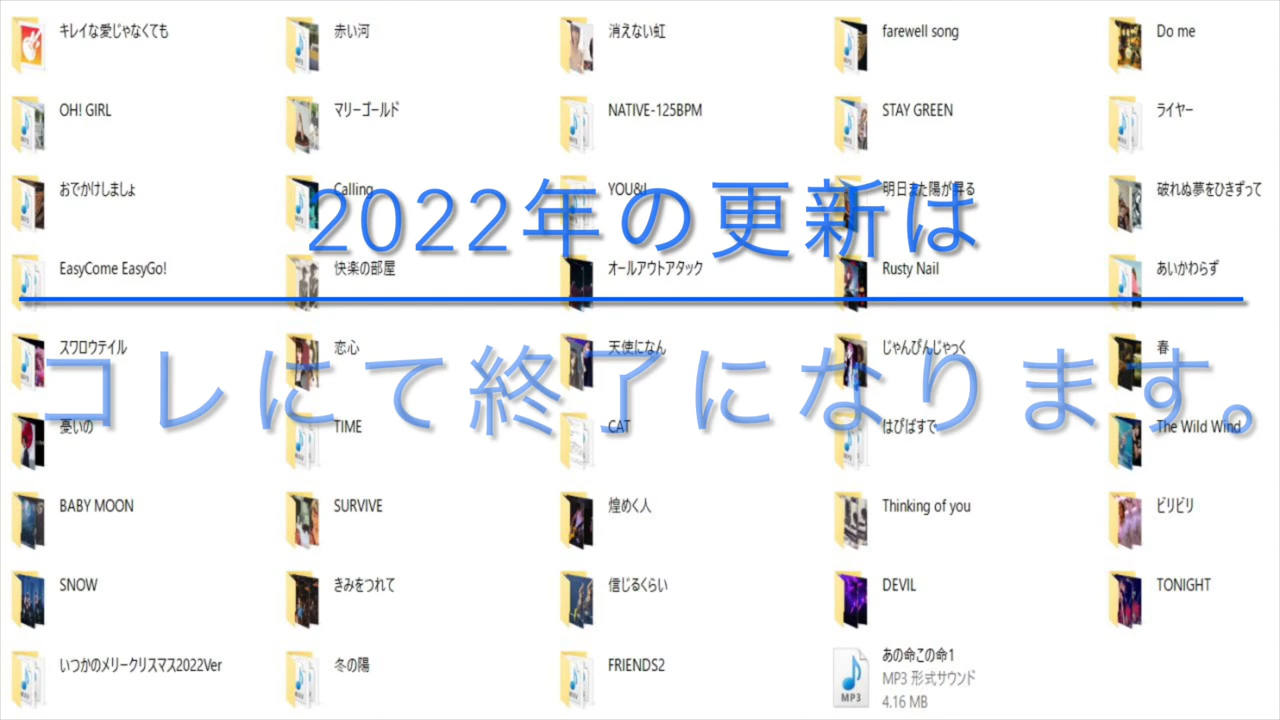 キレイな愛じゃなくても
赤い河
消えない虹
farewell song
Do me
OH! GIRL
マリーゴールド
NATIVE-125BPM
STAY GREEN
ライヤー
おでかけしましょ
Calling
YOU&I
明日また陽が昇る
破れぬ夢をひきずって
2022年の更新は
EasyCome EasyGo!
快楽の部屋
オールアウトアタック
Rusty Nail
あいかわらず
スワロウテイル
恋心
天使になん
じゃんぴんじゃっく
春
コレにて終了になります。
憂いの
TIME
CAT
はぴぱすで
The Wild Wind
BABY MOON
SURVIVE
煌めく人
Thinking of you
ビリビリ
SNOW
きみをつれて
信じるくらい
DEVIL
TONIGHT
いつかのメリークリスマス2022Ver
冬の陽
FRIENDS2
あの命この命1
MP3 形式サウンド
4.16 MB
MP3